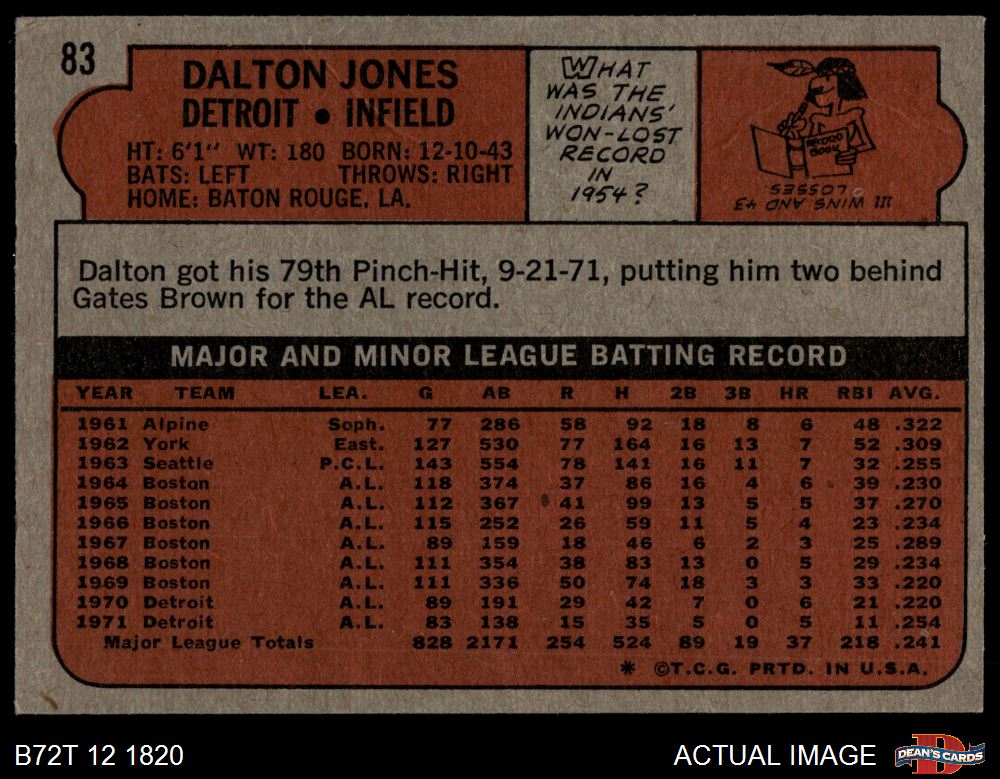 83
DALTON JONES
DETROIT • INFIELD
HT: 6'1" WT: 180 BORN: 12-10-43
BATS: LEFT THROWS: RIGHT
HOME: BATON ROUGE, LA.
WHAT
WAS THE
INDIANS'
WON-LOST
RECORD
IN
1954?
RECORD
BOOK
111 WINS AND 43
LOSSES
Dalton got his 79th Pinch-Hit, 9-21-71, putting him two behind
Gates Brown for the AL record.
MAJOR AND MINOR LEAGUE BATTING RECORD
YEAR TEAM LEA. G AB R H 2B 3B HR RBI AVG.
1961 Alpine Soph. 77 286 58 92 18 8 6 48 .322
1962 York East. 127 530 77 164 16 13 7 52 .309
1963 Seattle P.C.L. 143 554 78 141 16 11 7 32 .255
1964 Boston A.L. 118 374 37 86 16 4 6 39 .230
1965 Boston A.L. 112 367 41 99 13 5 5 37 .270
1966 Boston A.L. 115 252 26 59 11 5 4 23 .234
1967 Boston A.L. 89 159 18 46 6 2 3 25 .289
1968 Boston A.L. 111 354 38 83 13 0 5 29 .234
1969 Boston A.L. 111 336 50 74 18 3 3 33 .220
1970 Detroit A.L. 89 191 29 42 7 0 6 21 .220
1971 Detroit A.L. 83 138 15 35 5 0 5 11 .254
Major League Totals 828 2171 254 524 89 19 37 218 .241
* ©T.C.G. PRTD. IN U.S.A.
B72T 12 1820
ACTUAL IMAGE
DEAN'S CARDS